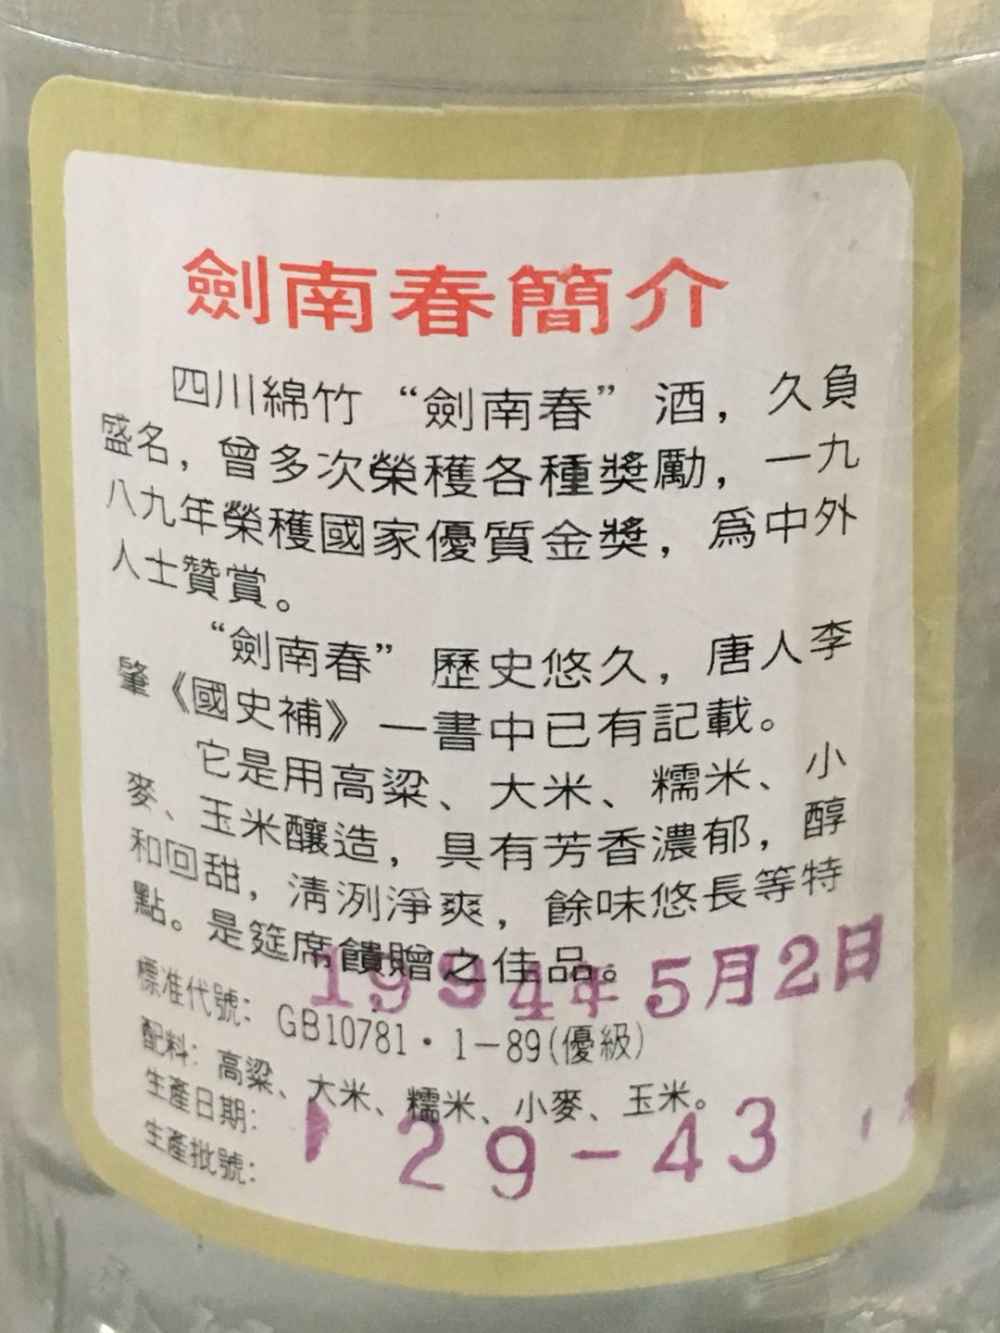 劍南春簡介
四川綿竹“劍南春”酒，久負
盛名，曾多次榮穫各種獎勵，一九
八九年榮穫國家優質金獎，爲中外
人士贊賞。
“劍南春”歷史悠久，唐人李
肇《國史補》一書中已有記載。
它是用高粱、大米、糯米、小
麥、玉米釀造，具有芳香濃郁，醇
和回甜，清洌淨爽，餘味悠長等特
點。是筵席饋贈之佳品。
1994年5月2日
標准代號：GB10781·1－89(優級)
配料：高粱、大米、糯米、小麥、玉米。
生產日期：
生產批號：
29-43